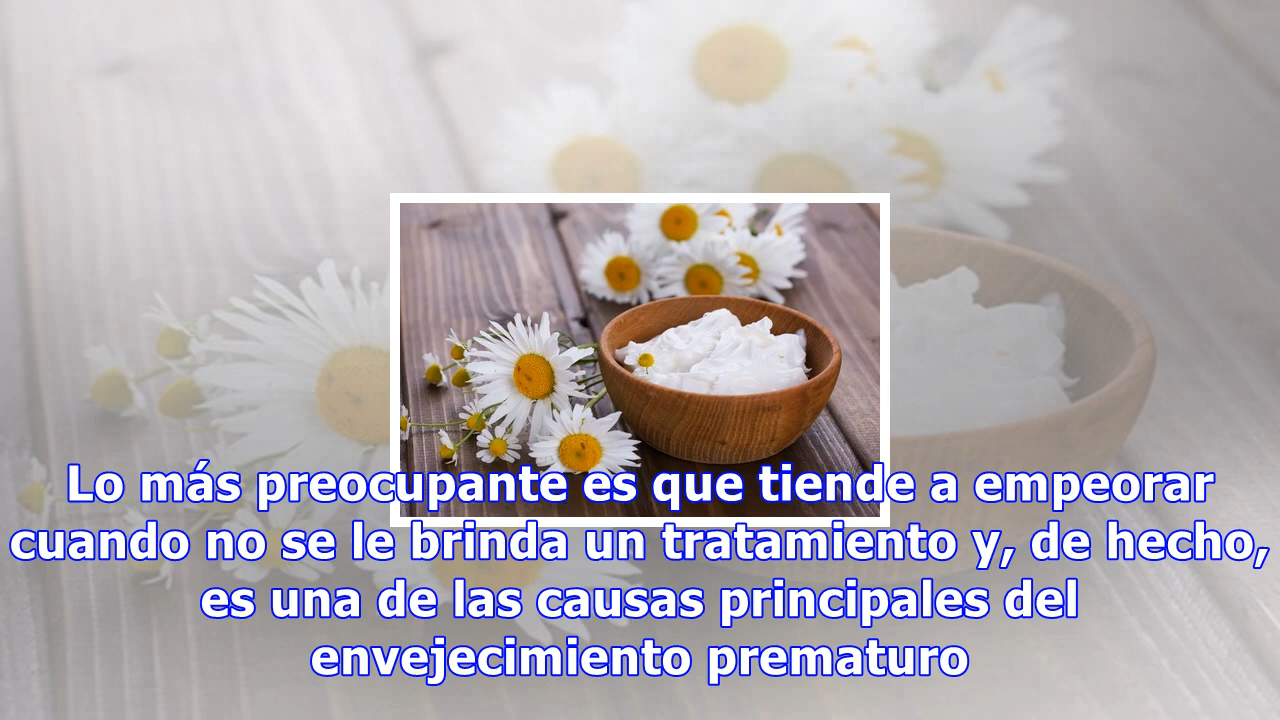 Lo más preocupante es que tiende a empeorar
cuando no se le brinda un tratamiento y, de hecho,
es una de las causas principales del
envejecimiento prematuro